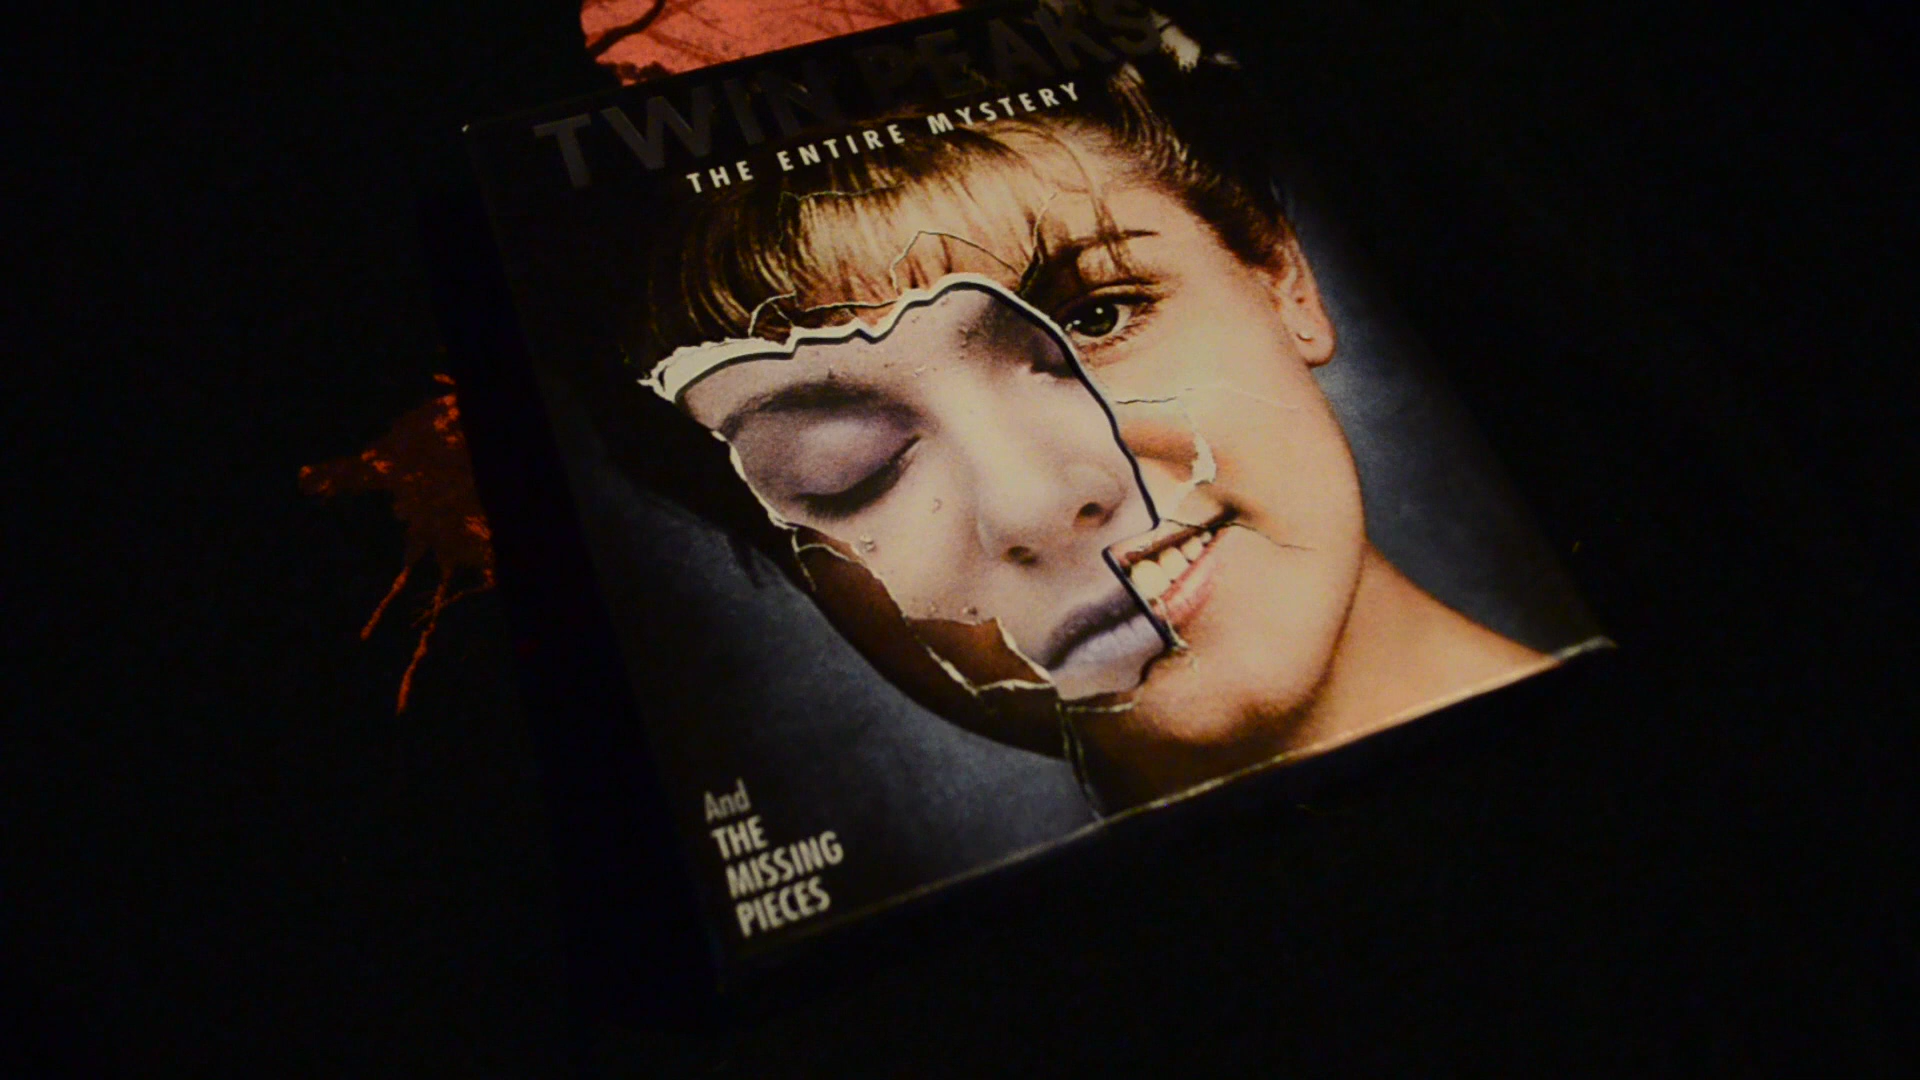 TWIN PEAKS
THE ENTIRE MYSTERY
And
THE
MISSING
PIECES